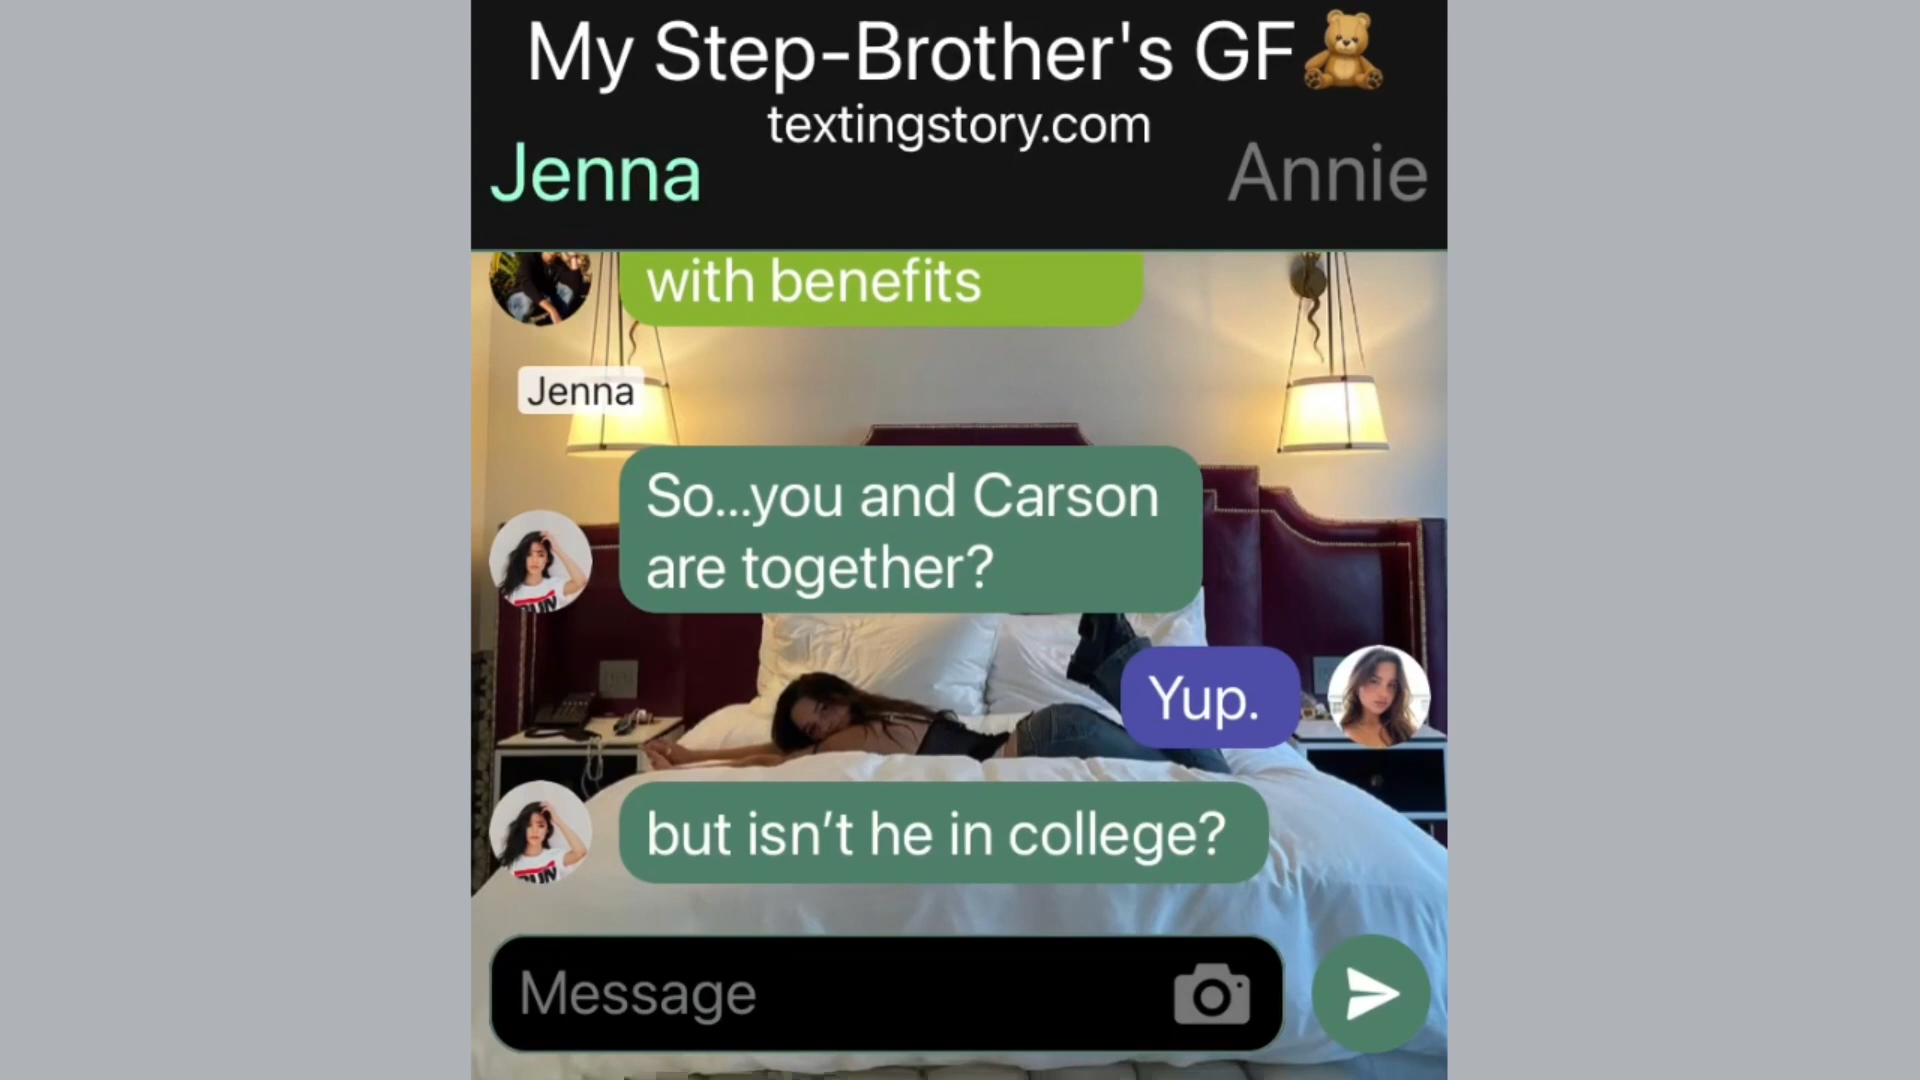 My Step-Brother's GF🧸
textingstory.com
Jenna
Annie
with benefits
Jenna
So...you and Carson
are together?
Yup.
but isn’t he in college?
Message